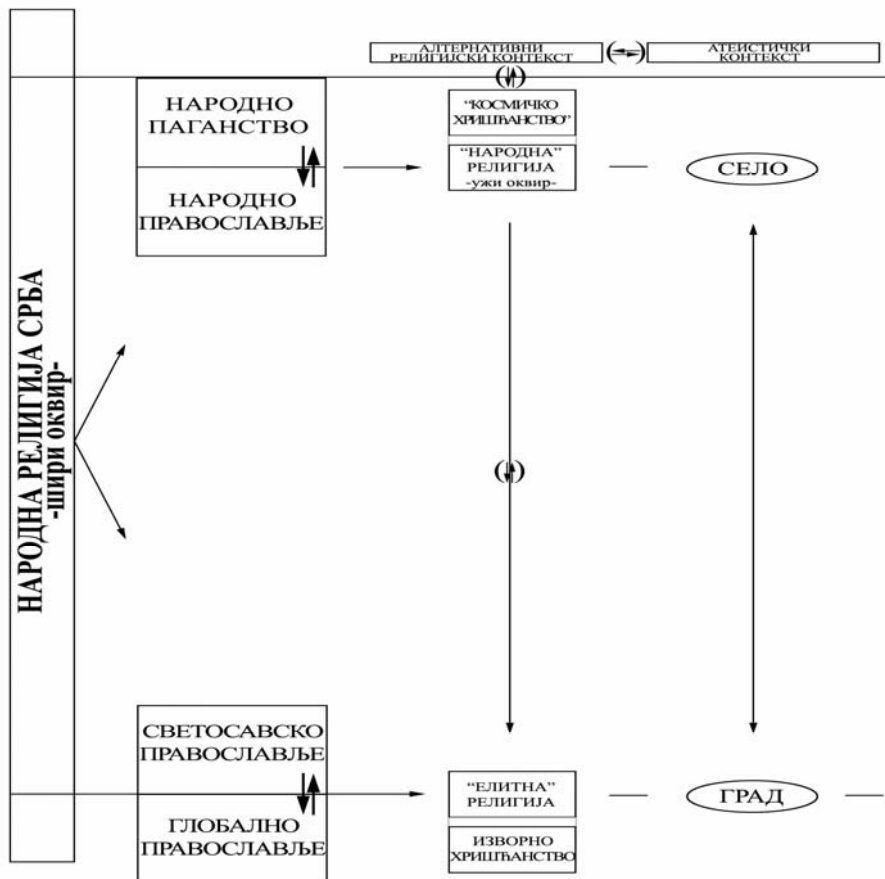 НАРОДНА РЕЛИГИЈА СРБА
-шири оквир-
АЛТЕРНАТИВНИ
РЕЛИГИЈСКИ КОНТЕКСТ
АТЕИСТИЧКИ
КОНТЕКСТ
НАРОДНО
ПАГАНСТВО
НАРОДНО
ПРАВОСЛАВЉЕ
“КОСМИЧКО
ХРИШЋАНСТВО”
“НАРОДНА”
РЕЛИГИЈА
-ужи оквир-
СЕЛО
СВЕТОСАВСКО
ПРАВОСЛАВЉЕ
ГЛОБАЛНО
ПРАВОСЛАВЉЕ
“ЕЛИТНА”
РЕЛИГИЈА
ИЗВОРНО
ХРИШЋАНСТВО
ГРАД